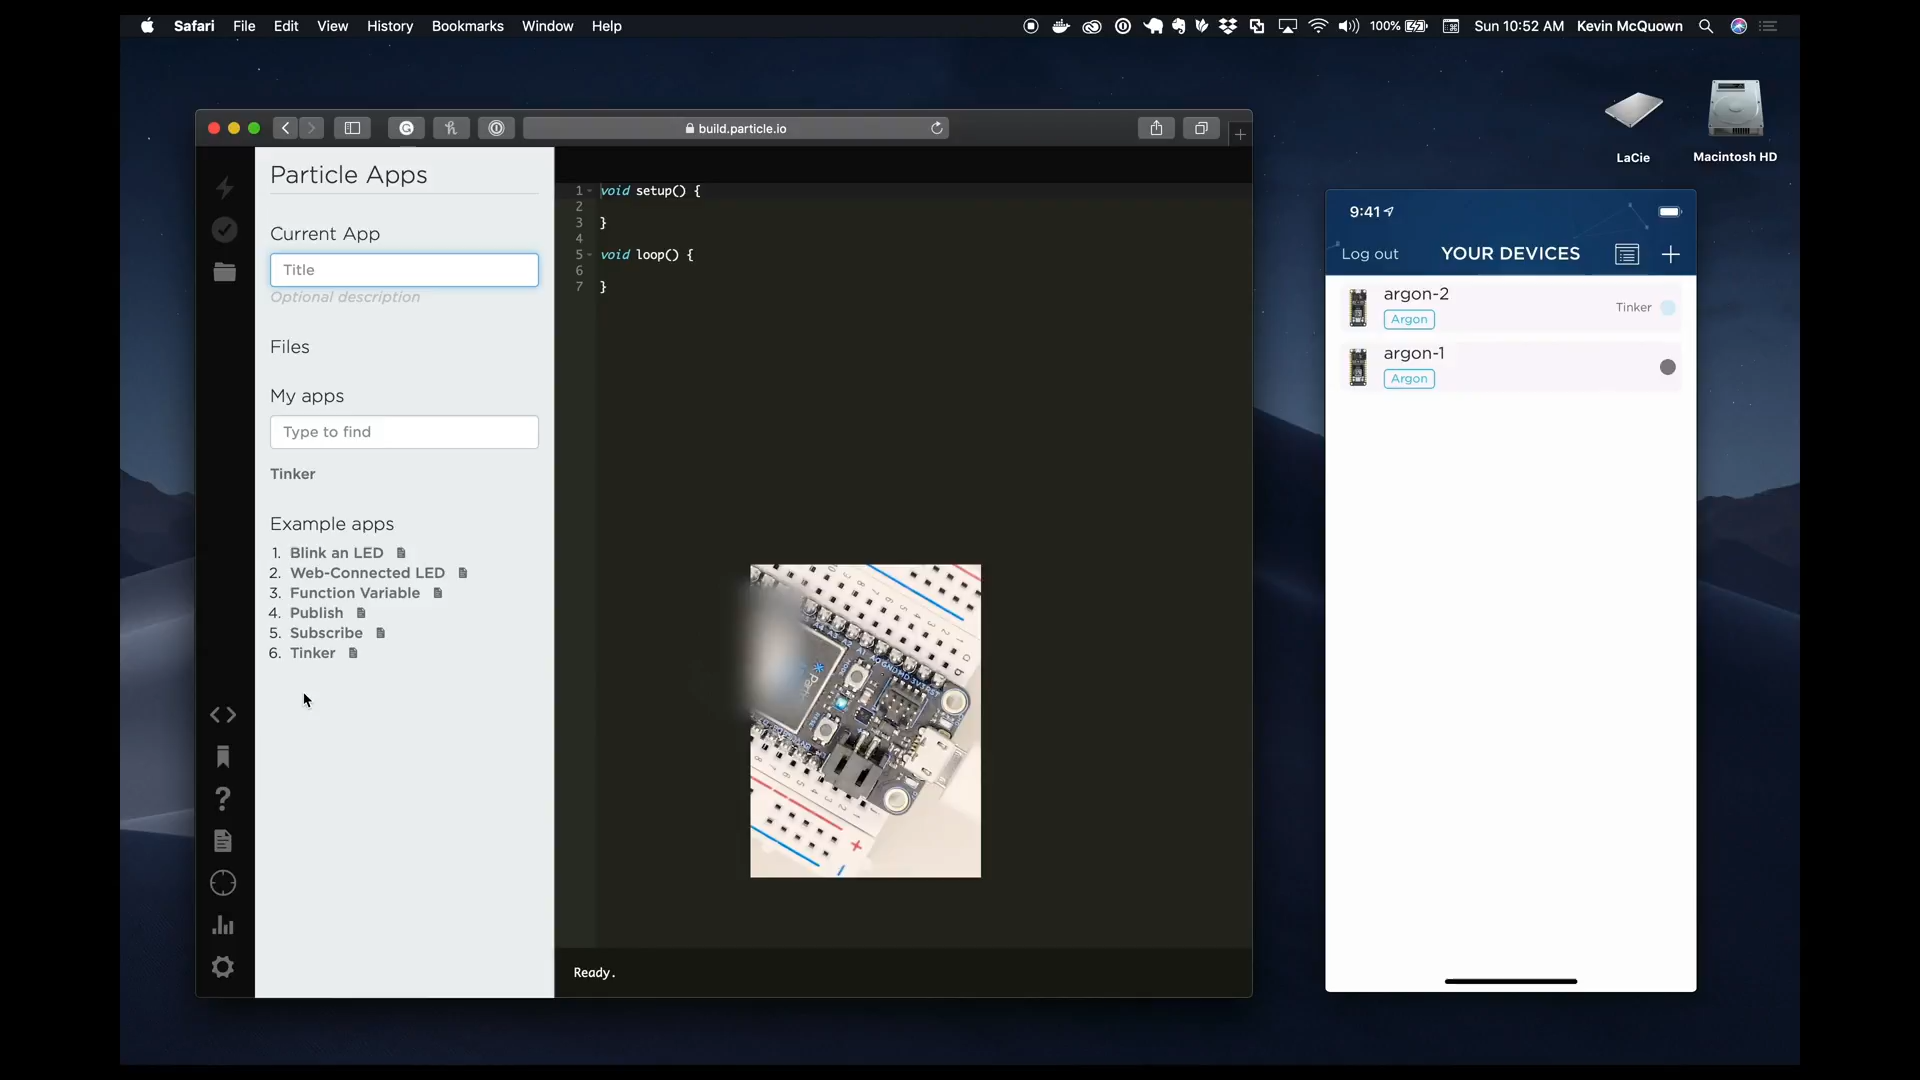 Safari File Edit View History Bookmarks Window Help
100% Sun 10:52 AM Kevin McQuown
LaCie
Macintosh HD
build.particle.io
Particle Apps
Current App
Title
Optional description
Files
My apps
Type to find
Tinker
Example apps
1. Blink an LED
2. Web-Connected LED
3. Function Variable
4. Publish
5. Subscribe
6. Tinker
1 void setup() {
2
3 }
4
5 void loop() {
6
7 }
Ready.
9:41
Log out YOUR DEVICES
argon-2
Argon
Tinker
argon-1
Argon